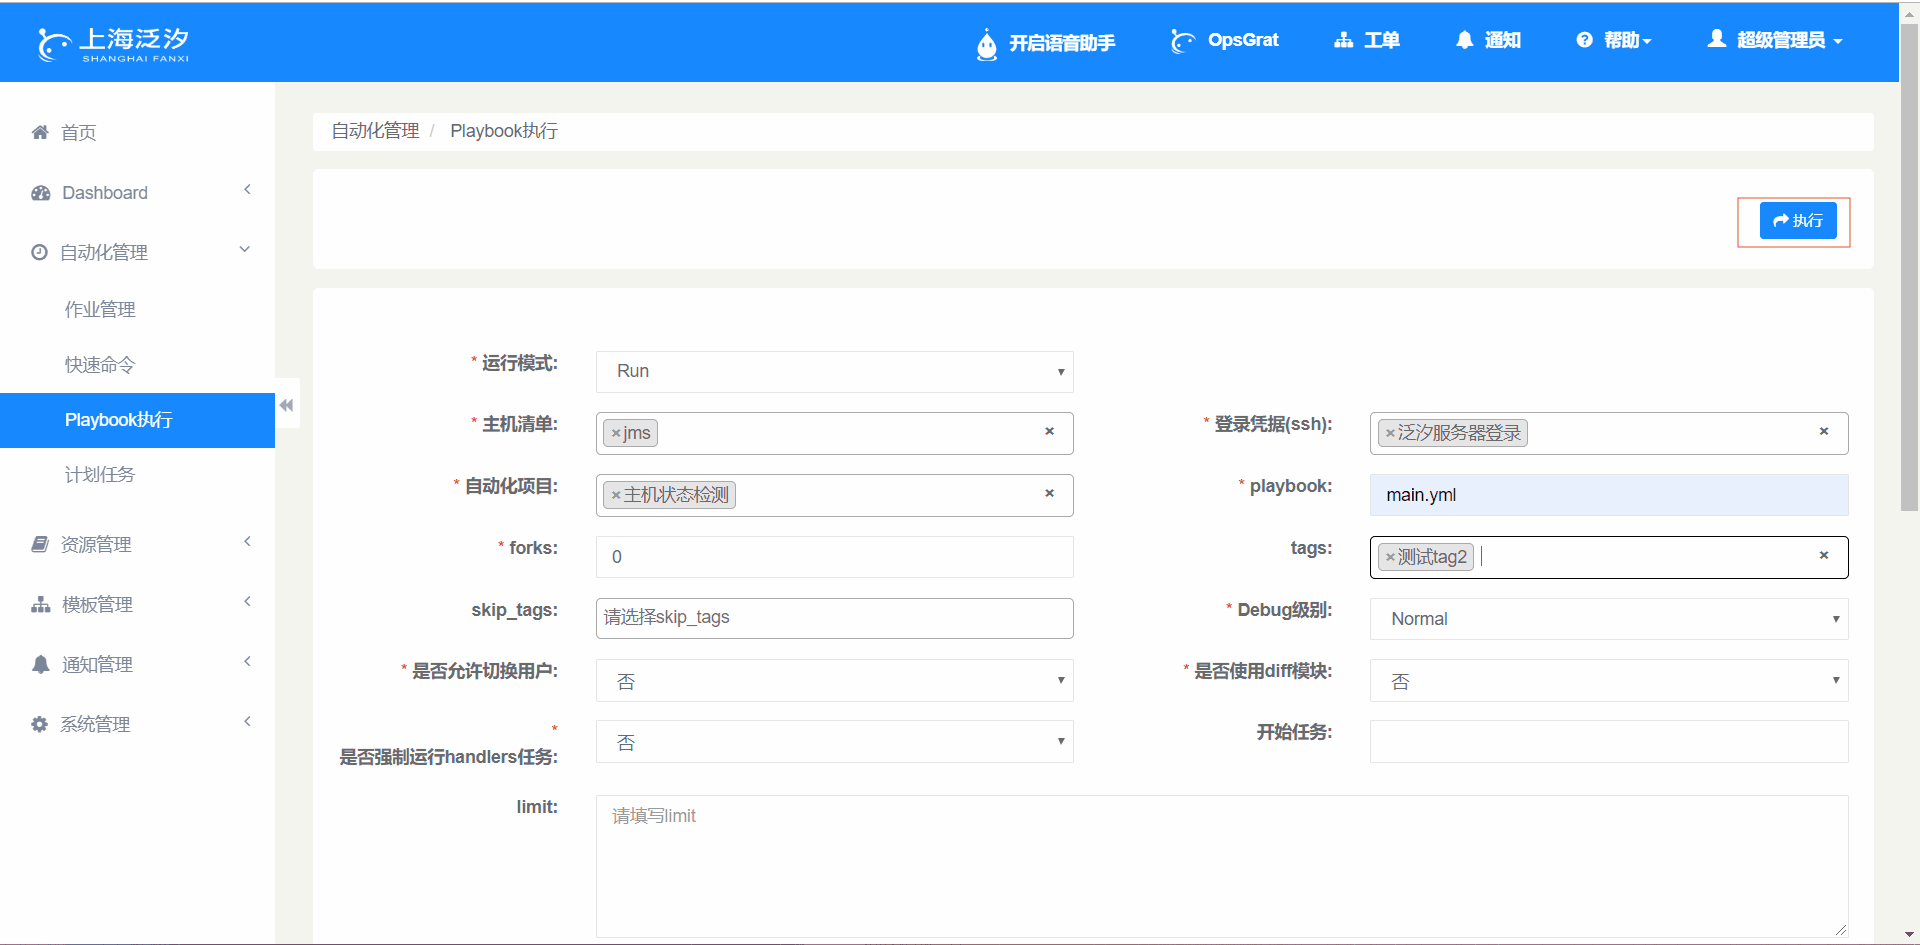 上海泛汐
SHANGHAI FANXI
开启语音助手
OpsGrat
工单
通知
帮助
超级管理员
首页
Dashboard
自动化管理
作业管理
快速命令
Playbook执行
计划任务
资源管理
模板管理
通知管理
系统管理
自动化管理 / Playbook执行
执行
* 运行模式:
Run
* 主机清单:
×jms
×
* 登录凭据(ssh):
×泛汐服务器登录
×
* 自动化项目:
×主机状态检测
×
* playbook:
main.yml
* forks:
0
tags:
×测试tag2
×
skip_tags:
请选择skip_tags
* Debug级别:
Normal
* 是否允许切换用户:
否
* 是否使用diff模块:
否
*
是否强制运行handlers任务:
否
开始任务:
limit:
请填写limit